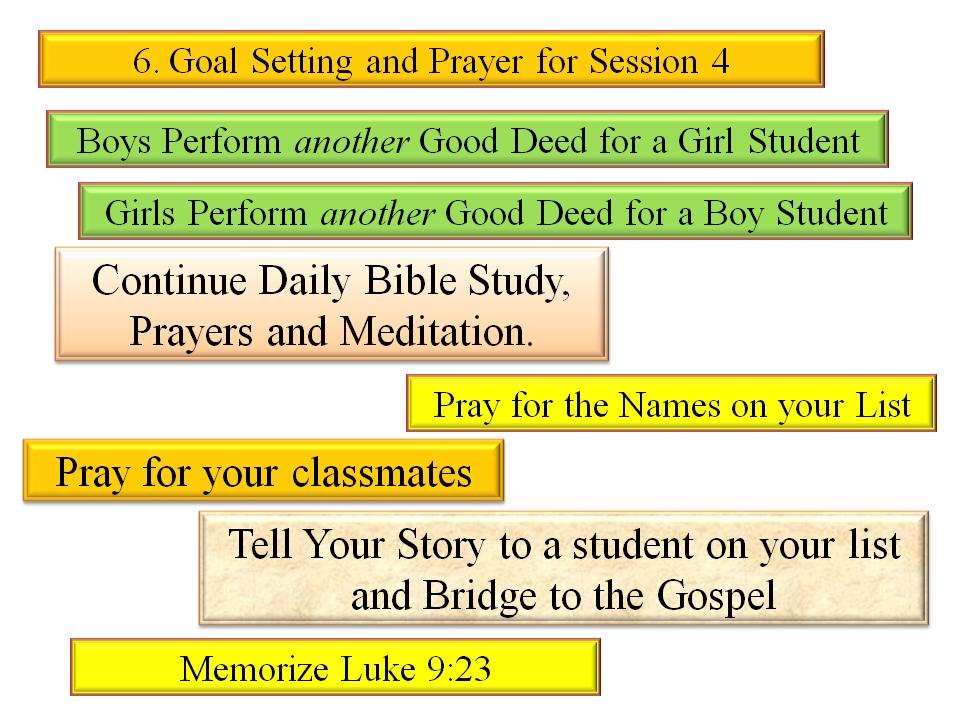 6. Goal Setting and Prayer for Session 4
Boys Perform another Good Deed for a Girl Student
Girls Perform another Good Deed for a Boy Student
Continue Daily Bible Study,
Prayers and Meditation.
Pray for the Names on your List
Pray for your classmates
Tell Your Story to a student on your list
and Bridge to the Gospel
Memorize Luke 9:23